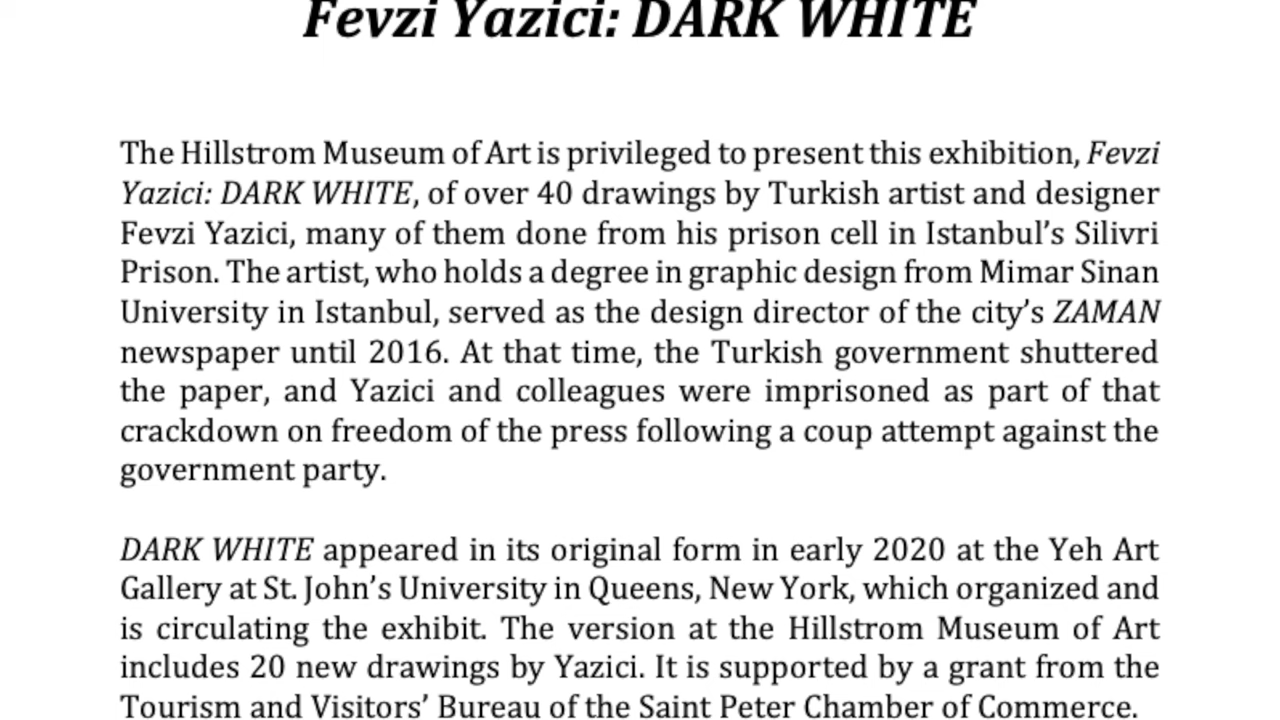 Fevzi Yazici: DARK WHITE
The Hillstrom Museum of Art is privileged to present this exhibition, Fevzi
Yazici: DARK WHITE, of over 40 drawings by Turkish artist and designer
Fevzi Yazici, many of them done from his prison cell in Istanbul’s Silivri
Prison. The artist, who holds a degree in graphic design from Mimar Sinan
University in Istanbul, served as the design director of the city’s ZAMAN
newspaper until 2016. At that time, the Turkish government shuttered
the paper, and Yazici and colleagues were imprisoned as part of that
crackdown on freedom of the press following a coup attempt against the
government party.
DARK WHITE appeared in its original form in early 2020 at the Yeh Art
Gallery at St. John’s University in Queens, New York, which organized and
is circulating the exhibit. The version at the Hillstrom Museum of Art
includes 20 new drawings by Yazici. It is supported by a grant from the
Tourism and Visitors’ Bureau of the Saint Peter Chamber of Commerce.